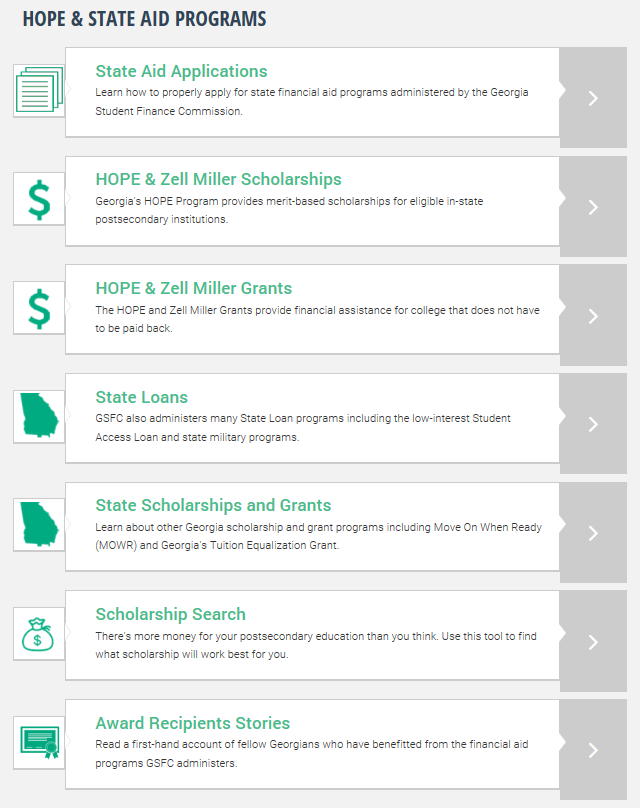 HOPE & STATE AID PROGRAMS
State Aid Applications
Learn how to properly apply for state financial aid programs administered by the Georgia
Student Finance Commission.
HOPE & Zell Miller Scholarships
Georgia's HOPE Program provides merit-based scholarships for eligible in-state
postsecondary institutions.
HOPE & Zell Miller Grants
The HOPE and Zell Miller Grants provide financial assistance for college that does not have
to be paid back.
State Loans
GSFC also administers many State Loan programs including the low-interest Student
Access Loan and state military programs.
State Scholarships and Grants
Learn about other Georgia scholarship and grant programs including Move On When Ready
(MOWR) and Georgia's Tuition Equalization Grant.
Scholarship Search
There's more money for your postsecondary education than you think. Use this tool to find
what scholarship will work best for you.
Award Recipients Stories
Read a first-hand account of fellow Georgians who have benefitted from the financial aid
programs GSFC administers.